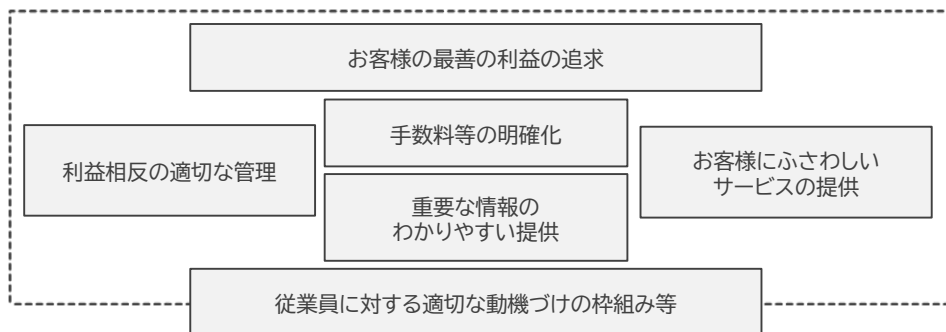 お客様の最善の利益の追求
手数料等の明確化
利益相反の適切な管理
お客様にふさわしい
サービスの提供
重要な情報の
わかりやすい提供
従業員に対する適切な動機づけの枠組み等